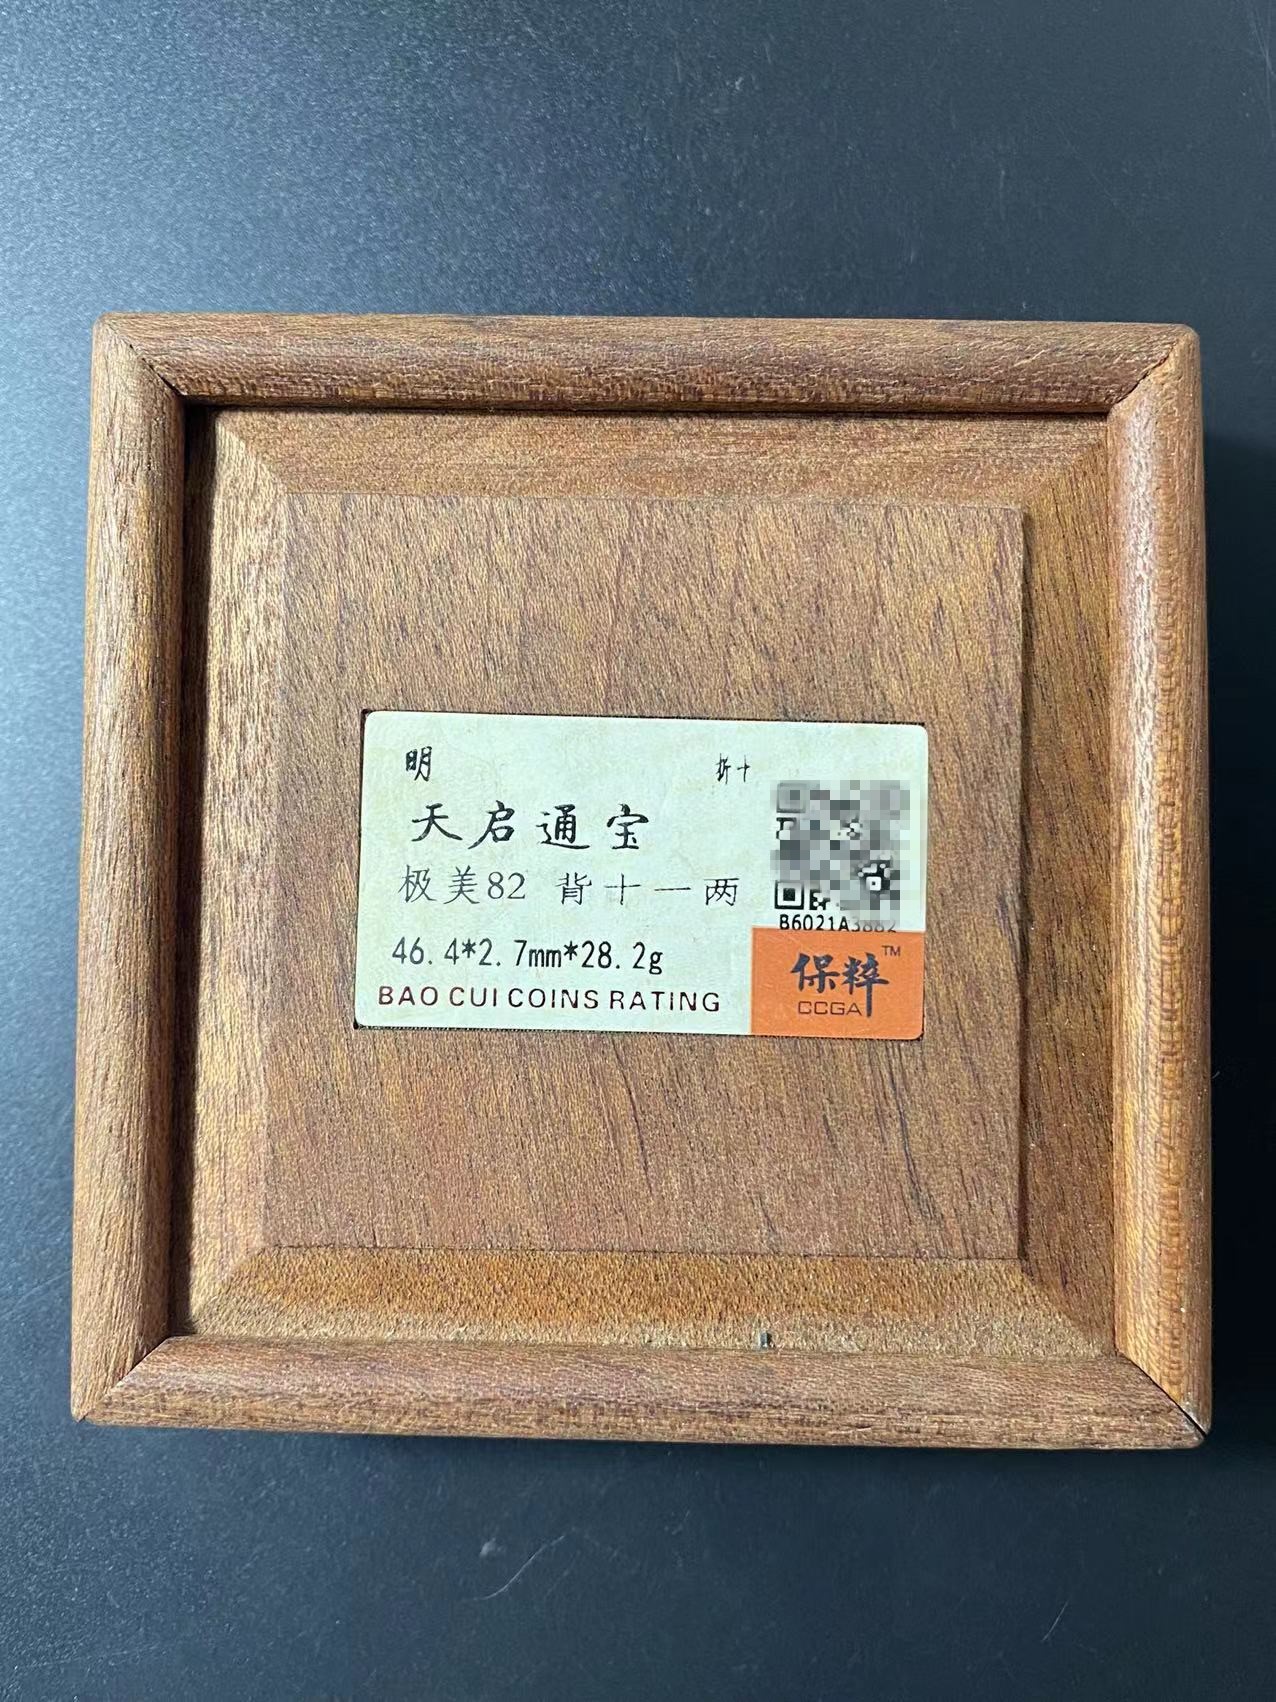 明 折十
天启通宝
极美82 背十一两
B6021A3882
46.4*2.7mm*28.2g
保粹™
CCGA
BAO CUI COINS RATING